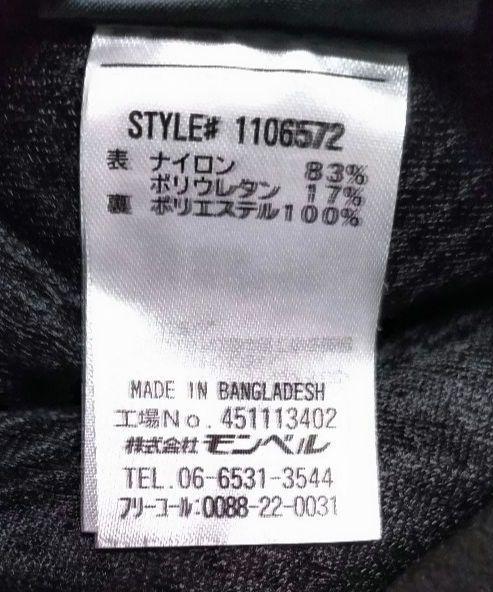 STYLE# 1106572
表 ナイロン 83%
ポリウレタン 17%
裏 ポリエステル100%
MADE IN BANGLADESH
工場No. 451113402
株式会社 モンベル
TEL.06-6531-3544
フリーコール:0088-22-0031